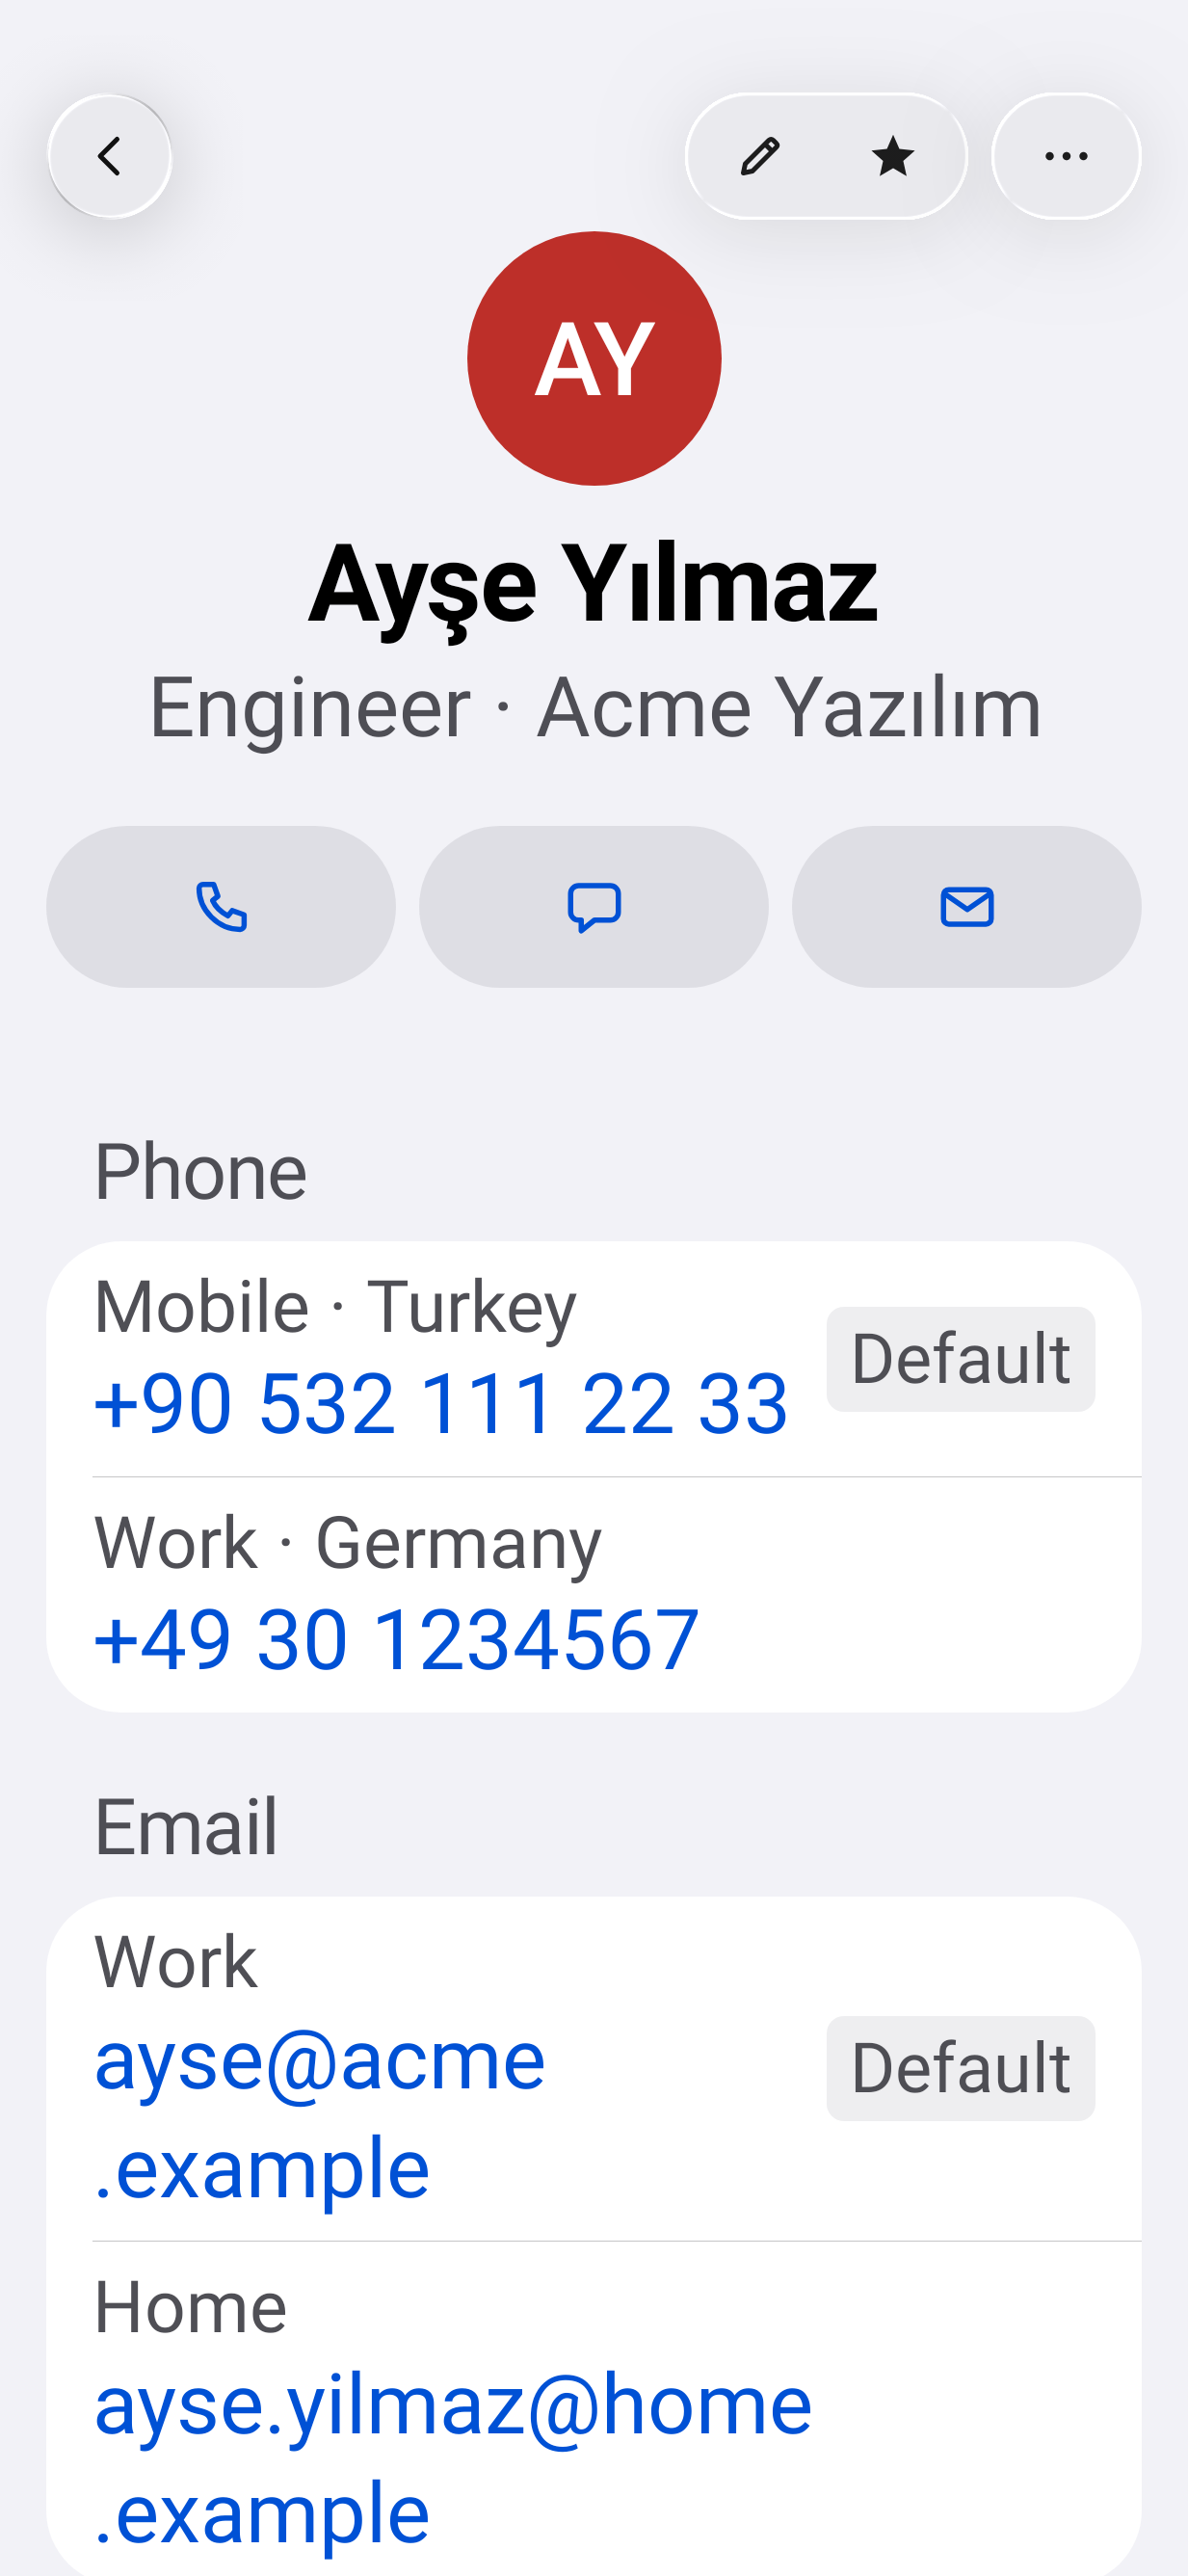 AY
Ayşe Yılmaz
Engineer · Acme Yazılım
Phone
Mobile · Turkey
+90 532 111 22 33
Default
Work · Germany
+49 30 1234567
Email
Work
ayse@acme
.example
Default
Home
ayse.yilmaz@home
.example